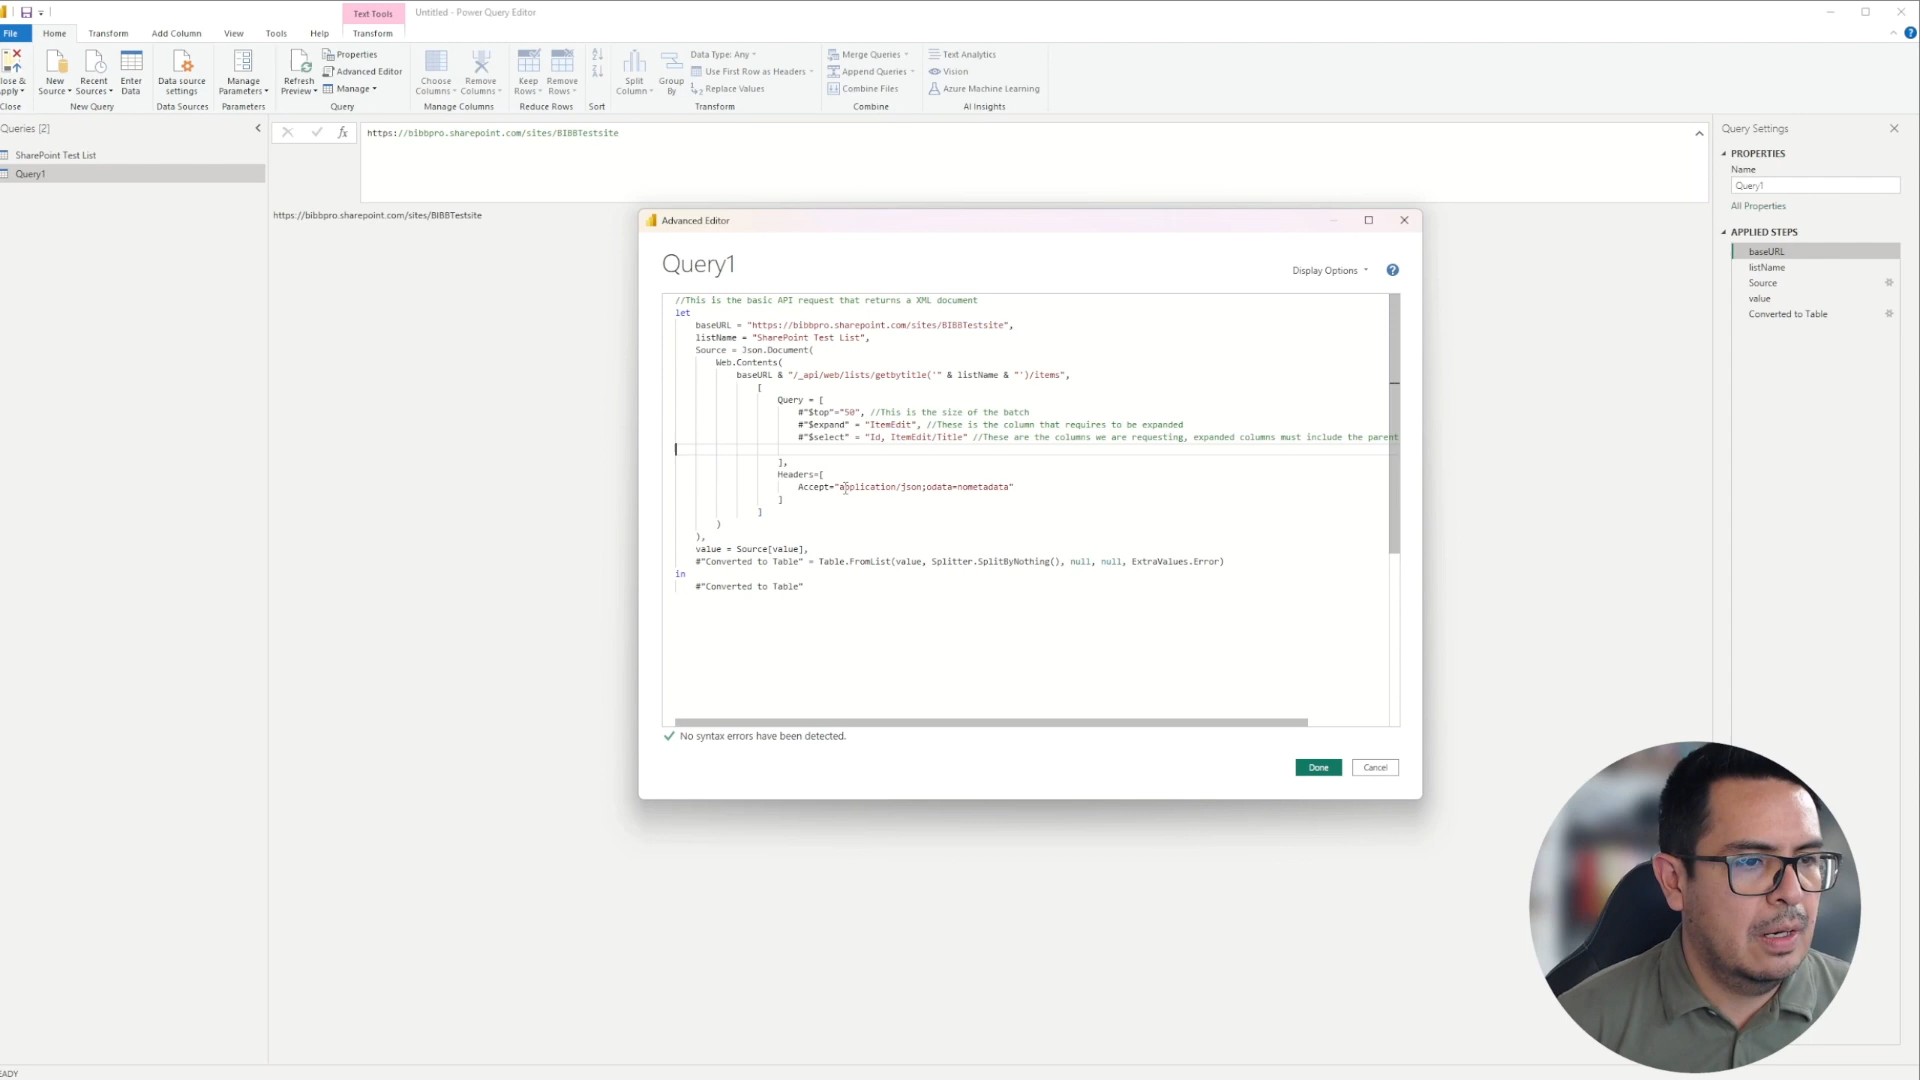 Text Tools
Untitled - Power Query Editor
File
Home
Transform
Add Column
View
Tools
Help
Transform
Close &
Apply
New
Source
Recent
Sources
Enter
Data
Data source
settings
Manage
Parameters
Refresh
Preview
Properties
Advanced Editor
Manage
Choose
Columns
Remove
Columns
Keep
Rows
Remove
Rows
Split
Column
Group
By
Data Type: Any
Use First Row as Headers
Replace Values
Merge Queries
Append Queries
Combine Files
Text Analytics
Vision
Azure Machine Learning
Close
New Query
Data Sources
Parameters
Query
Manage Columns
Reduce Rows
Sort
Transform
Combine
AI Insights
Queries [2]
SharePoint Test List
Query1
fx
https://bibbpro.sharepoint.com/sites/BIBBTestsite
https://bibbpro.sharepoint.com/sites/BIBBTestsite
Advanced Editor
Query1
Display Options
?
//This is the basic API request that returns a XML document
let
baseURL = "https://bibbpro.sharepoint.com/sites/BIBBTestsite",
listName = "SharePoint Test List",
Source = Json.Document(
Web.Contents(
baseURL & "/_api/web/lists/getbytitle('" & listName & "')/items",
[
Query = [
#"$top"="50", //This is the size of the batch
#"$expand" = "ItemEdit", //These is the column that requires to be expanded
#"$select" = "Id, ItemEdit/Title" //These are the columns we are requesting, expanded columns must include the parent
],
Headers=[
Accept="application/json;odata=nometadata"
]
]
)
),
value = Source[value],
#"Converted to Table" = Table.FromList(value, Splitter.SplitByNothing(), null, null, ExtraValues.Error)
in
#"Converted to Table"
No syntax errors have been detected.
Done
Cancel
Query Settings
PROPERTIES
Name
Query1
All Properties
APPLIED STEPS
baseURL
listName
Source
value
Converted to Table
EADY